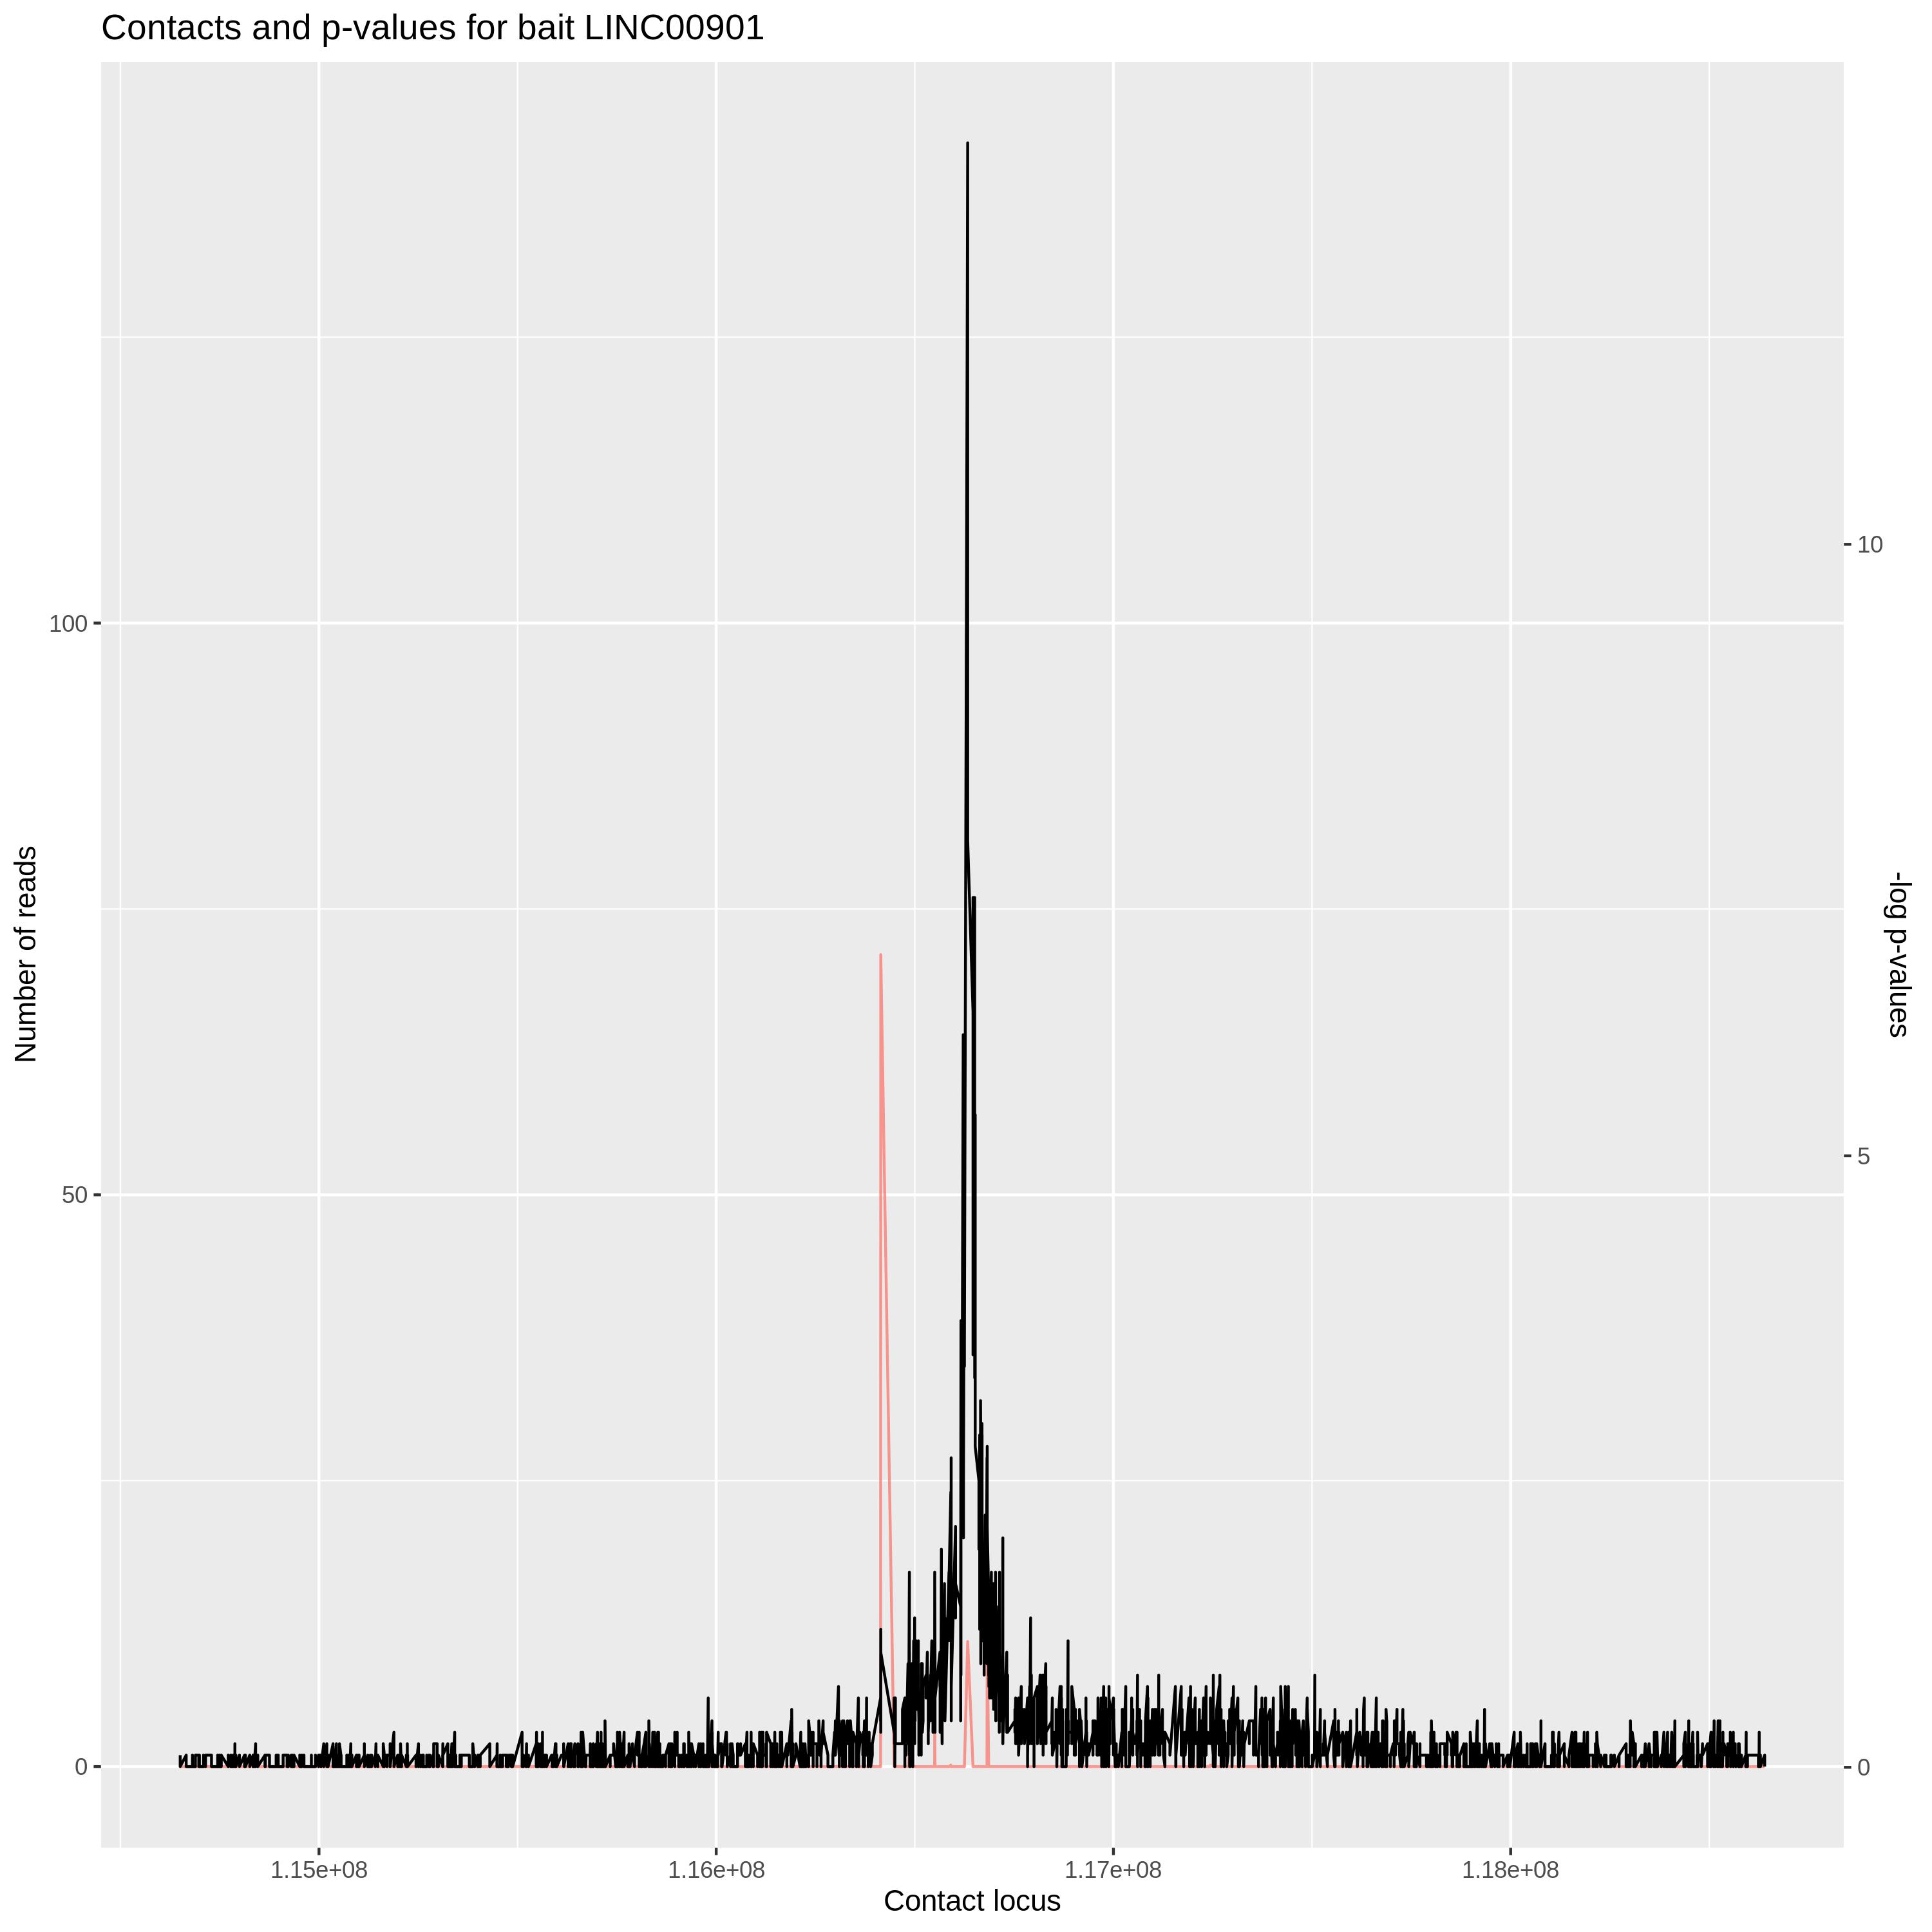 Contacts and p-values for bait LINC00901
Number of reads
100
50
0
10
5
0
-log p-values
1.15e+08 1.16e+08 1.17e+08 1.18e+08
Contact locus